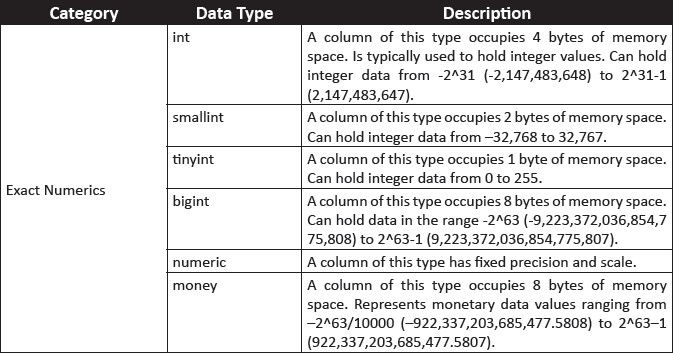 Category Data Type Description
int A column of this type occupies 4 bytes of memory
space. Is typically used to hold integer values. Can hold
integer data from -2^31 (-2,147,483,648) to 2^31-1
(2,147,483,647).
smallint A column of this type occupies 2 bytes of memory space.
Can hold integer data from –32,768 to 32,767.
tinyint A column of this type occupies 1 byte of memory space.
Can hold integer data from 0 to 255.
Exact Numerics
bigint A column of this type occupies 8 bytes of memory space.
Can hold data in the range -2^63 (-9,223,372,036,854,7
75,808) to 2^63-1 (9,223,372,036,854,775,807).
numeric A column of this type has fixed precision and scale.
money A column of this type occupies 8 bytes of memory
space. Represents monetary data values ranging from
–2^63/10000 (–922,337,203,685,477.5808) to 2^63–1
(922,337,203,685,477.5807).